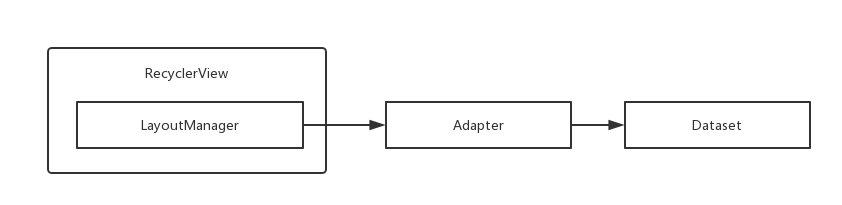 RecyclerView
LayoutManager
Adapter
Dataset